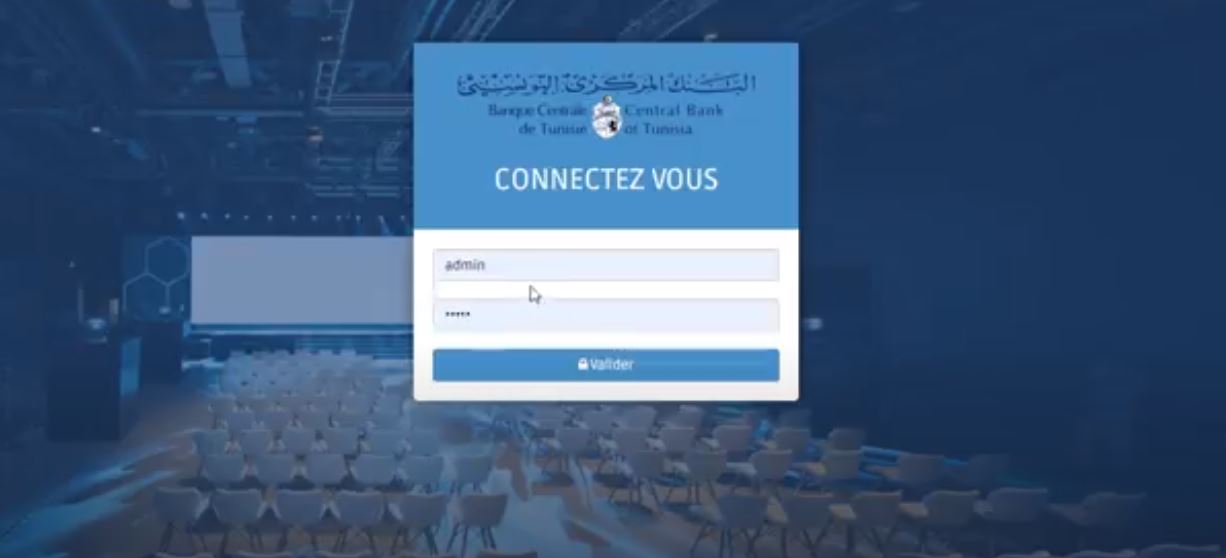 البنك المركزي التونسي
Banque Centrale Central Bank
de Tunisie of Tunisia
CONNECTEZ VOUS
admin
•••••
Valider